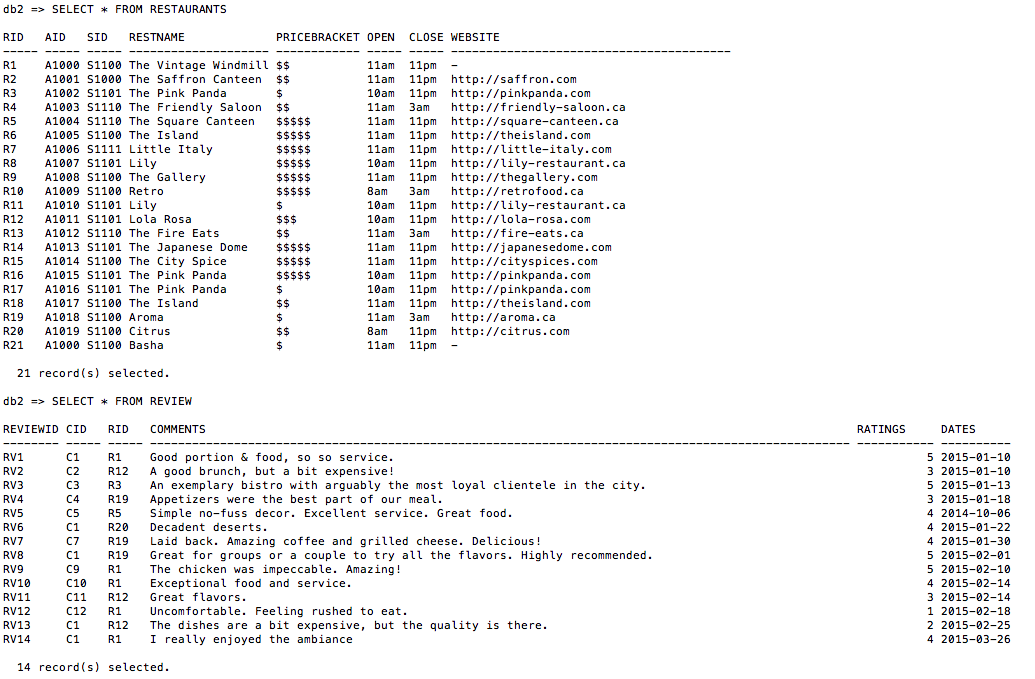 db2 => SELECT * FROM RESTAURANTS
RID   AID   SID  RESTNAME             PRICEBRACKET OPEN  CLOSE WEBSITE
----- ----- ----- -------------------- ------------ ----- ----- ----------------------------------------
R1    A1000 S1100 The Vintage Windmill $$           11am  11pm  -
R2    A1001 S1000 The Saffron Canteen  $$           11am  11pm  http://saffron.com
R3    A1002 S1101 The Pink Panda       $            10am  11pm  http://pinkpanda.com
R4    A1003 S1110 The Friendly Saloon  $$           11am  3am   http://friendly-saloon.ca
R5    A1004 S1110 The Square Canteen   $$$$$        11am  11pm  http://square-canteen.ca
R6    A1005 S1100 The Island           $$$$$        11am  11pm  http://theisland.com
R7    A1006 S1111 Little Italy         $$$$$        11am  11pm  http://little-italy.com
R8    A1007 S1101 Lily                 $$$$$        10am  11pm  http://lily-restaurant.ca
R9    A1008 S1100 The Gallery          $$$$$        11am  11pm  http://thegallery.com
R10   A1009 S1100 Retro                $$$$$        8am   3am   http://retrofood.ca
R11   A1010 S1101 Lily                 $            10am  11pm  http://lily-restaurant.ca
R12   A1011 S1101 Lola Rosa            $$$          10am  11pm  http://lola-rosa.com
R13   A1012 S1110 The Fire Eats        $$           11am  3am   http://fire-eats.ca
R14   A1013 S1101 The Japanese Dome    $$$$$        11am  11pm  http://japanesedome.com
R15   A1014 S1100 The City Spice       $$$$$        11am  11pm  http://cityspices.com
R16   A1015 S1101 The Pink Panda       $$$$$        10am  11pm  http://pinkpanda.com
R17   A1016 S1101 The Pink Panda       $            10am  11pm  http://pinkpanda.com
R18   A1017 S1100 The Island           $$           11am  11pm  http://theisland.com
R19   A1018 S1100 Aroma                $            11am  3am   http://aroma.ca
R20   A1019 S1100 Citrus               $$           8am   11pm  http://citrus.com
R21   A1000 S1100 Basha                $            11am  11pm  -
21 record(s) selected.
db2 => SELECT * FROM REVIEW
REVIEWID CID   RID   COMMENTS   RATINGS     DATES
-------- ----- ----- ---------------------------------------------------------------------------------------------------- ----------- ----------
RV1      C1    R1    Good portion & food, so so service.   5 2015-01-10
RV2      C2    R12   A good brunch, but a bit expensive!   3 2015-01-10
RV3      C3    R3    An exemplary bistro with arguably the most loyal clientele in the city.   5 2015-01-13
RV4      C4    R19   Appetizers were the best part of our meal.   3 2015-01-18
RV5      C5    R5    Simple no-fuss decor. Excellent service. Great food.   4 2014-10-06
RV6      C1    R20   Decadent deserts.   4 2015-01-22
RV7      C7    R19   Laid back. Amazing coffee and grilled cheese. Delicious!   4 2015-01-30
RV8      C1    R19   Great for groups or a couple to try all the flavors. Highly recommended.   5 2015-02-01
RV9      C9    R1    The chicken was impeccable. Amazing!   5 2015-02-10
RV10     C10   R1    Exceptional food and service.   4 2015-02-14
RV11     C11   R12   Great flavors.   3 2015-02-14
RV12     C12   R1    Uncomfortable. Feeling rushed to eat.   1 2015-02-18
RV13     C1    R12   The dishes are a bit expensive, but the quality is there.   2 2015-02-25
RV14     C1    R1    I really enjoyed the ambiance   4 2015-03-26
14 record(s) selected.